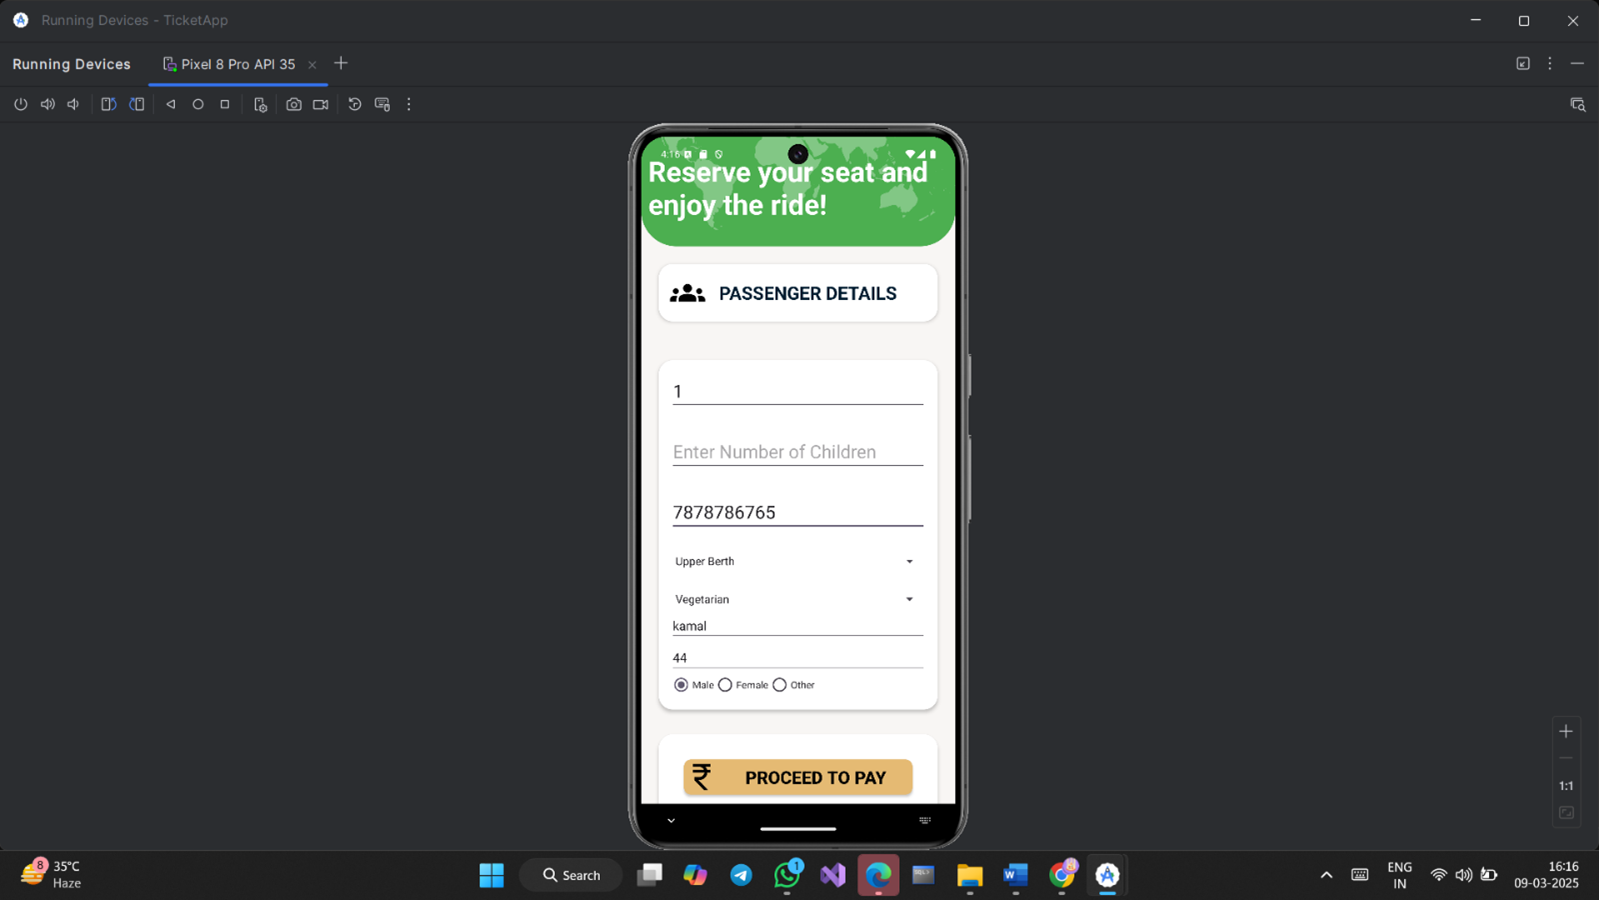 Running Devices - TicketApp
Running Devices
Pixel 8 Pro API 35
4:16
Reserve your seat and
enjoy the ride!
PASSENGER DETAILS
1
Enter Number of Children
7878786765
Upper Berth
Vegetarian
kamal
44
Male Female Other
₹ PROCEED TO PAY
1:1
8
35°C
Haze
Search
1
W
ENG
IN
16:16
09-03-2025